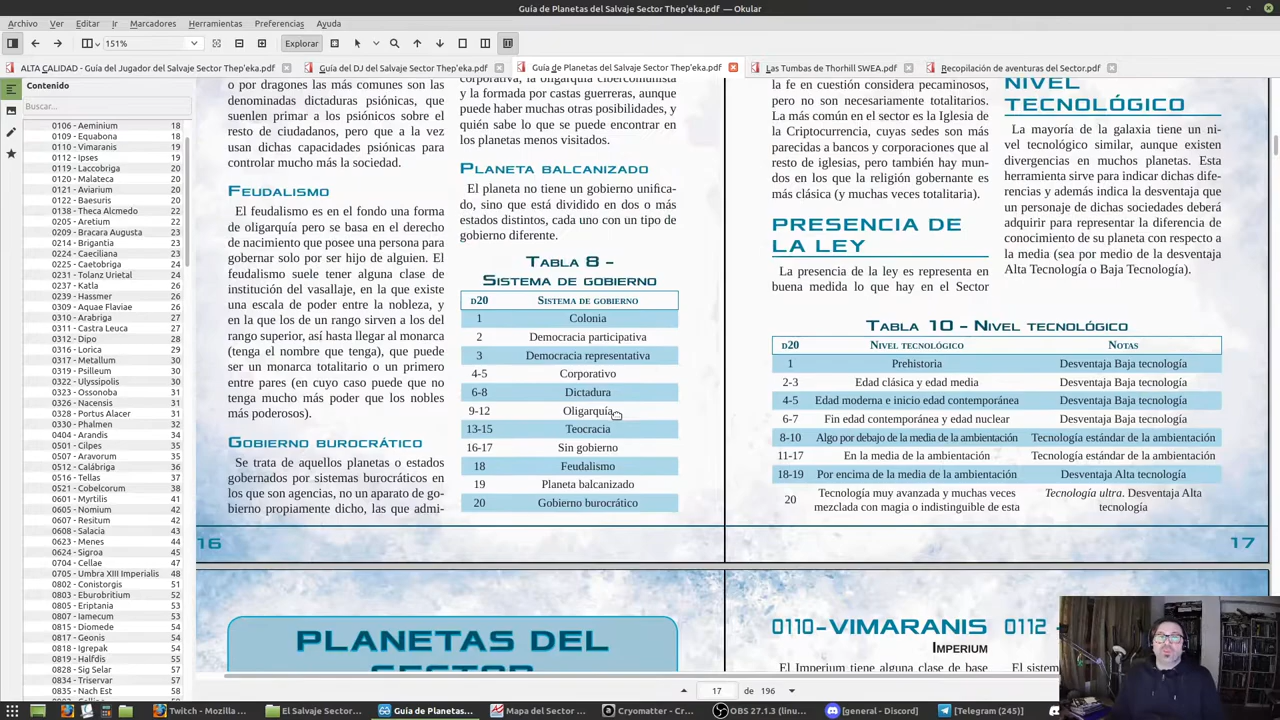 Guía de Planetas del Salvaje Sector Thep'eka.pdf — Okular
Archivo Ver Editar Ir Marcadores Herramientas Preferencias Ayuda
151% Explorar
ALTA CALIDAD - Guía del Jugador del Salvaje Sector Thep'eka.pdf
Guía del DJ del Salvaje Sector Thep'eka.pdf
Guía de Planetas del Salvaje Sector Thep'eka.pdf
Las Tumbas de Thorhill SWEA.pdf
Recopilación de aventuras del Sector.pdf
Contenido
Buscar...
0106 - Aeminium 18
0109 - Equabona 18
0110 - Vimaranis 19
0112 - Ipses 19
0119 - Laccobriga 20
0120 - Malateca 20
0121 - Aviarium 20
0122 - Baesuris 20
0138 - Theca Alcmedo 22
0205 - Aretium 22
0209 - Bracara Augusta 23
0214 - Brigantia 23
0224 - Caeciliana 23
0225 - Caetobriga 24
0231 - Tolanz Urietal 24
0237 - Katla 24
0239 - Hassmer 24
0309 - Aquae Flaviae 24
0310 - Arabriga 27
0311 - Castra Leuca 27
0312 - Dipo 28
0316 - Lorica 29
0317 - Metallum 30
0319 - Psilleum 30
0322 - Ulyssipolis 30
0323 - Ossonoba 31
0326 - Nacensis 31
0328 - Portus Alacer 31
0330 - Phalmen 32
0404 - Arandis 34
0501 - Cilpes 35
0507 - Aravorum 35
0512 - Calábriga 36
0516 - Tellas 37
0521 - Cobelcorum 38
0601 - Myrtilis 39
0605 - Nomium 42
0607 - Resitum 42
0608 - Salacia 43
0623 - Menes 44
0624 - Sigroa 45
0704 - Cellae 47
0705 - Umbra XIII Imperialis 48
0802 - Conistorgis 51
0803 - Eburobritium 52
0805 - Eriptania 53
0807 - Iamecum 53
0815 - Diomede 54
0817 - Geonis 54
0818 - Igrepak 54
0819 - Halfdis 55
0828 - Sig Selar 57
0834 - Triservar 57
0835 - Nach Est 58
o por dragones las más comunes son las
denominadas dictaduras psiónicas, que
suelen primar a los psiónicos sobre el
resto de ciudadanos, pero que a la vez
usan dichas capacidades psiónicas para
controlar mucho más la sociedad.
Feudalismo
El feudalismo es en el fondo una forma
de oligarquía pero se basa en el derecho
de nacimiento que posee una persona para
gobernar solo por ser hijo de alguien. El
feudalismo suele tener alguna clase de
institución del vasallaje, en la que existe
una escala de poder entre la nobleza, y
en la que los de un rango sirven a los del
rango superior, así hasta llegar al monarca
(tenga el nombre que tenga), que puede
ser un monarca totalitario o un primero
entre pares (en cuyo caso puede que no
tenga mucho más poder que los nobles
más poderosos).
Gobierno burocrático
Se trata de aquellos planetas o estados
gobernados por sistemas burocráticos en
los que son agencias, no un aparato de go-
bierno propiamente dicho, las que admi-
corporativa, la oligarquía cibercomunista
y la formada por castas guerreras, aunque
puede haber muchas otras posibilidades, y
quién sabe lo que se puede encontrar en
los planetas menos visitados.
Planeta balcanizado
El planeta no tiene un gobierno unifica-
do, sino que está dividido en dos o más
estados distintos, cada uno con un tipo de
gobierno diferente.
Tabla 8 -
Sistema de gobierno
d20 Sistema de gobierno
1 Colonia
2 Democracia participativa
3 Democracia representativa
4-5 Corporativo
6-8 Dictadura
9-12 Oligarquía
13-15 Teocracia
16-17 Sin gobierno
18 Feudalismo
19 Planeta balcanizado
20 Gobierno burocrático
16
la fe en cuestión considera pecaminosos,
pero no son necesariamente totalitarios.
La más común en el sector es la Iglesia de
la Criptocurrencia, cuyas sedes son más
parecidas a bancos y corporaciones que al
resto de iglesias, pero también hay mun-
dos en los que la religión gobernante es
más clásica (y muchas veces totalitaria).
Presencia de
la ley
La presencia de la ley es representa en
buena medida lo que hay en el Sector
Nivel
tecnológico
La mayoría de la galaxia tiene un ni-
vel tecnológico similar, aunque existen
divergencias en muchos planetas. Esta
herramienta sirve para indicar dichas dife-
rencias y además indica la desventaja que
un personaje de dichas sociedades deberá
adquirir para representar la diferencia de
conocimiento de su planeta con respecto a
la media (sea por medio de la desventaja
Alta Tecnología o Baja Tecnología).
Tabla 10 - Nivel tecnológico
d20 Nivel tecnológico Notas
1 Prehistoria Desventaja Baja tecnología
2-3 Edad clásica y edad media Desventaja Baja tecnología
4-5 Edad moderna e inicio edad contemporánea Desventaja Baja tecnología
6-7 Fin edad contemporánea y edad nuclear Desventaja Baja tecnología
8-10 Algo por debajo de la media de la ambientación Tecnología estándar de la ambientación
11-17 En la media de la ambientación Tecnología estándar de la ambientación
18-19 Por encima de la media de la ambientación Desventaja Alta tecnología
20 Tecnología muy avanzada y muchas veces mezclada con magia o indistinguible de esta Tecnología ultra. Desventaja Alta tecnología
17
PLANETAS DEL
SECTOR
0110-Vimaranis
Imperium
El Imperium tiene alguna clase de base
0112 -
El sistem
17 de 196
Twitch - Mozilla ...
El Salvaje Sector...
Guía de Planetas...
Mapa del Sector ...
Cryomatter - Cr...
OBS 27.1.3 (linu...
[general - Discord]
[Telegram (245)]